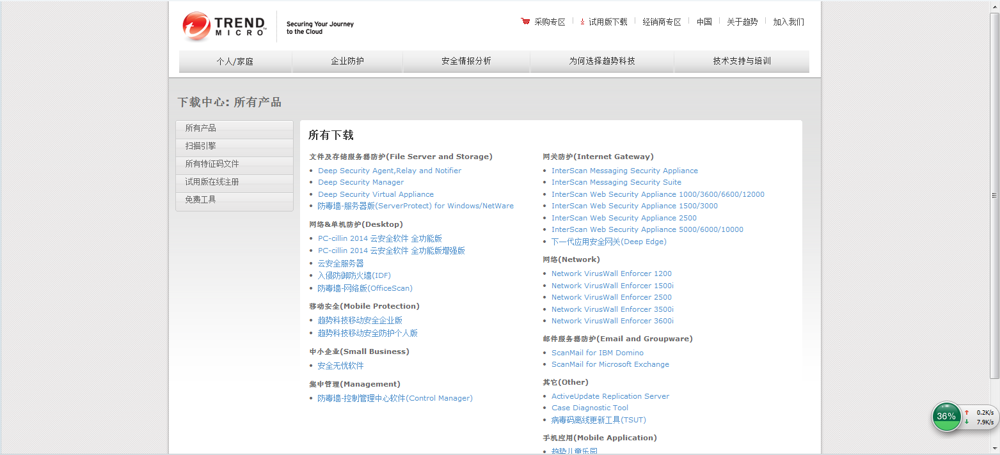 TREND
MICRO
Securing Your Journey
to the Cloud
采购专区
试用版下载
经销商专区
中国
关于趋势
加入我们
个人/家庭
企业防护
安全情报分析
为何选择趋势科技
技术支持与培训
下载中心: 所有产品
所有产品
扫描引擎
所有特征码文件
试用版在线注册
免费工具
所有下载
文件及存储服务器防护(File Server and Storage)
Deep Security Agent,Relay and Notifier
Deep Security Manager
Deep Security Virtual Appliance
防毒墙-服务器版(ServerProtect) for Windows/NetWare
网络&单机防护(Desktop)
PC-cillin 2014 云安全软件 全功能版
PC-cillin 2014 云安全软件 全功能版增强版
云安全服务器
入侵防御防火墙(IDF)
防毒墙-网络版(OfficeScan)
移动安全(Mobile Protection)
趋势科技移动安全企业版
趋势科技移动安全防护个人版
中小企业(Small Business)
安全无忧软件
集中管理(Management)
防毒墙-控制管理中心软件(Control Manager)
网关防护(Internet Gateway)
InterScan Messaging Security Appliance
InterScan Messaging Security Suite
InterScan Web Security Appliance 1000/3600/6600/12000
InterScan Web Security Appliance 1500/3000
InterScan Web Security Appliance 2500
InterScan Web Security Appliance 5000/6000/10000
下一代应用安全网关(Deep Edge)
网络(Network)
Network VirusWall Enforcer 1200
Network VirusWall Enforcer 1500i
Network VirusWall Enforcer 2500
Network VirusWall Enforcer 3500i
Network VirusWall Enforcer 3600i
邮件服务器防护(Email and Groupware)
ScanMail for IBM Domino
ScanMail for Microsoft Exchange
其它(Other)
ActiveUpdate Replication Server
Case Diagnostic Tool
病毒码离线更新工具(TSUT)
手机应用(Mobile Application)
趋势儿童乐园
36%
0.2K/s
7.9K/s